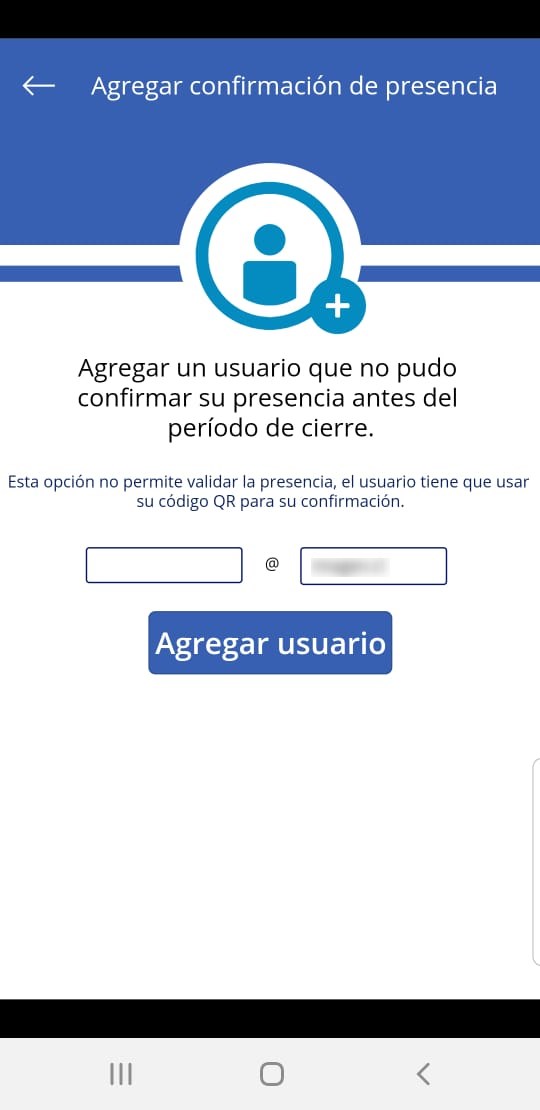 Agregar confirmación de presencia
Agregar un usuario que no pudo
confirmar su presencia antes del
período de cierre.
Esta opción no permite validar la presencia, el usuario tiene que usar
su código QR para su confirmación.
@
Agregar usuario